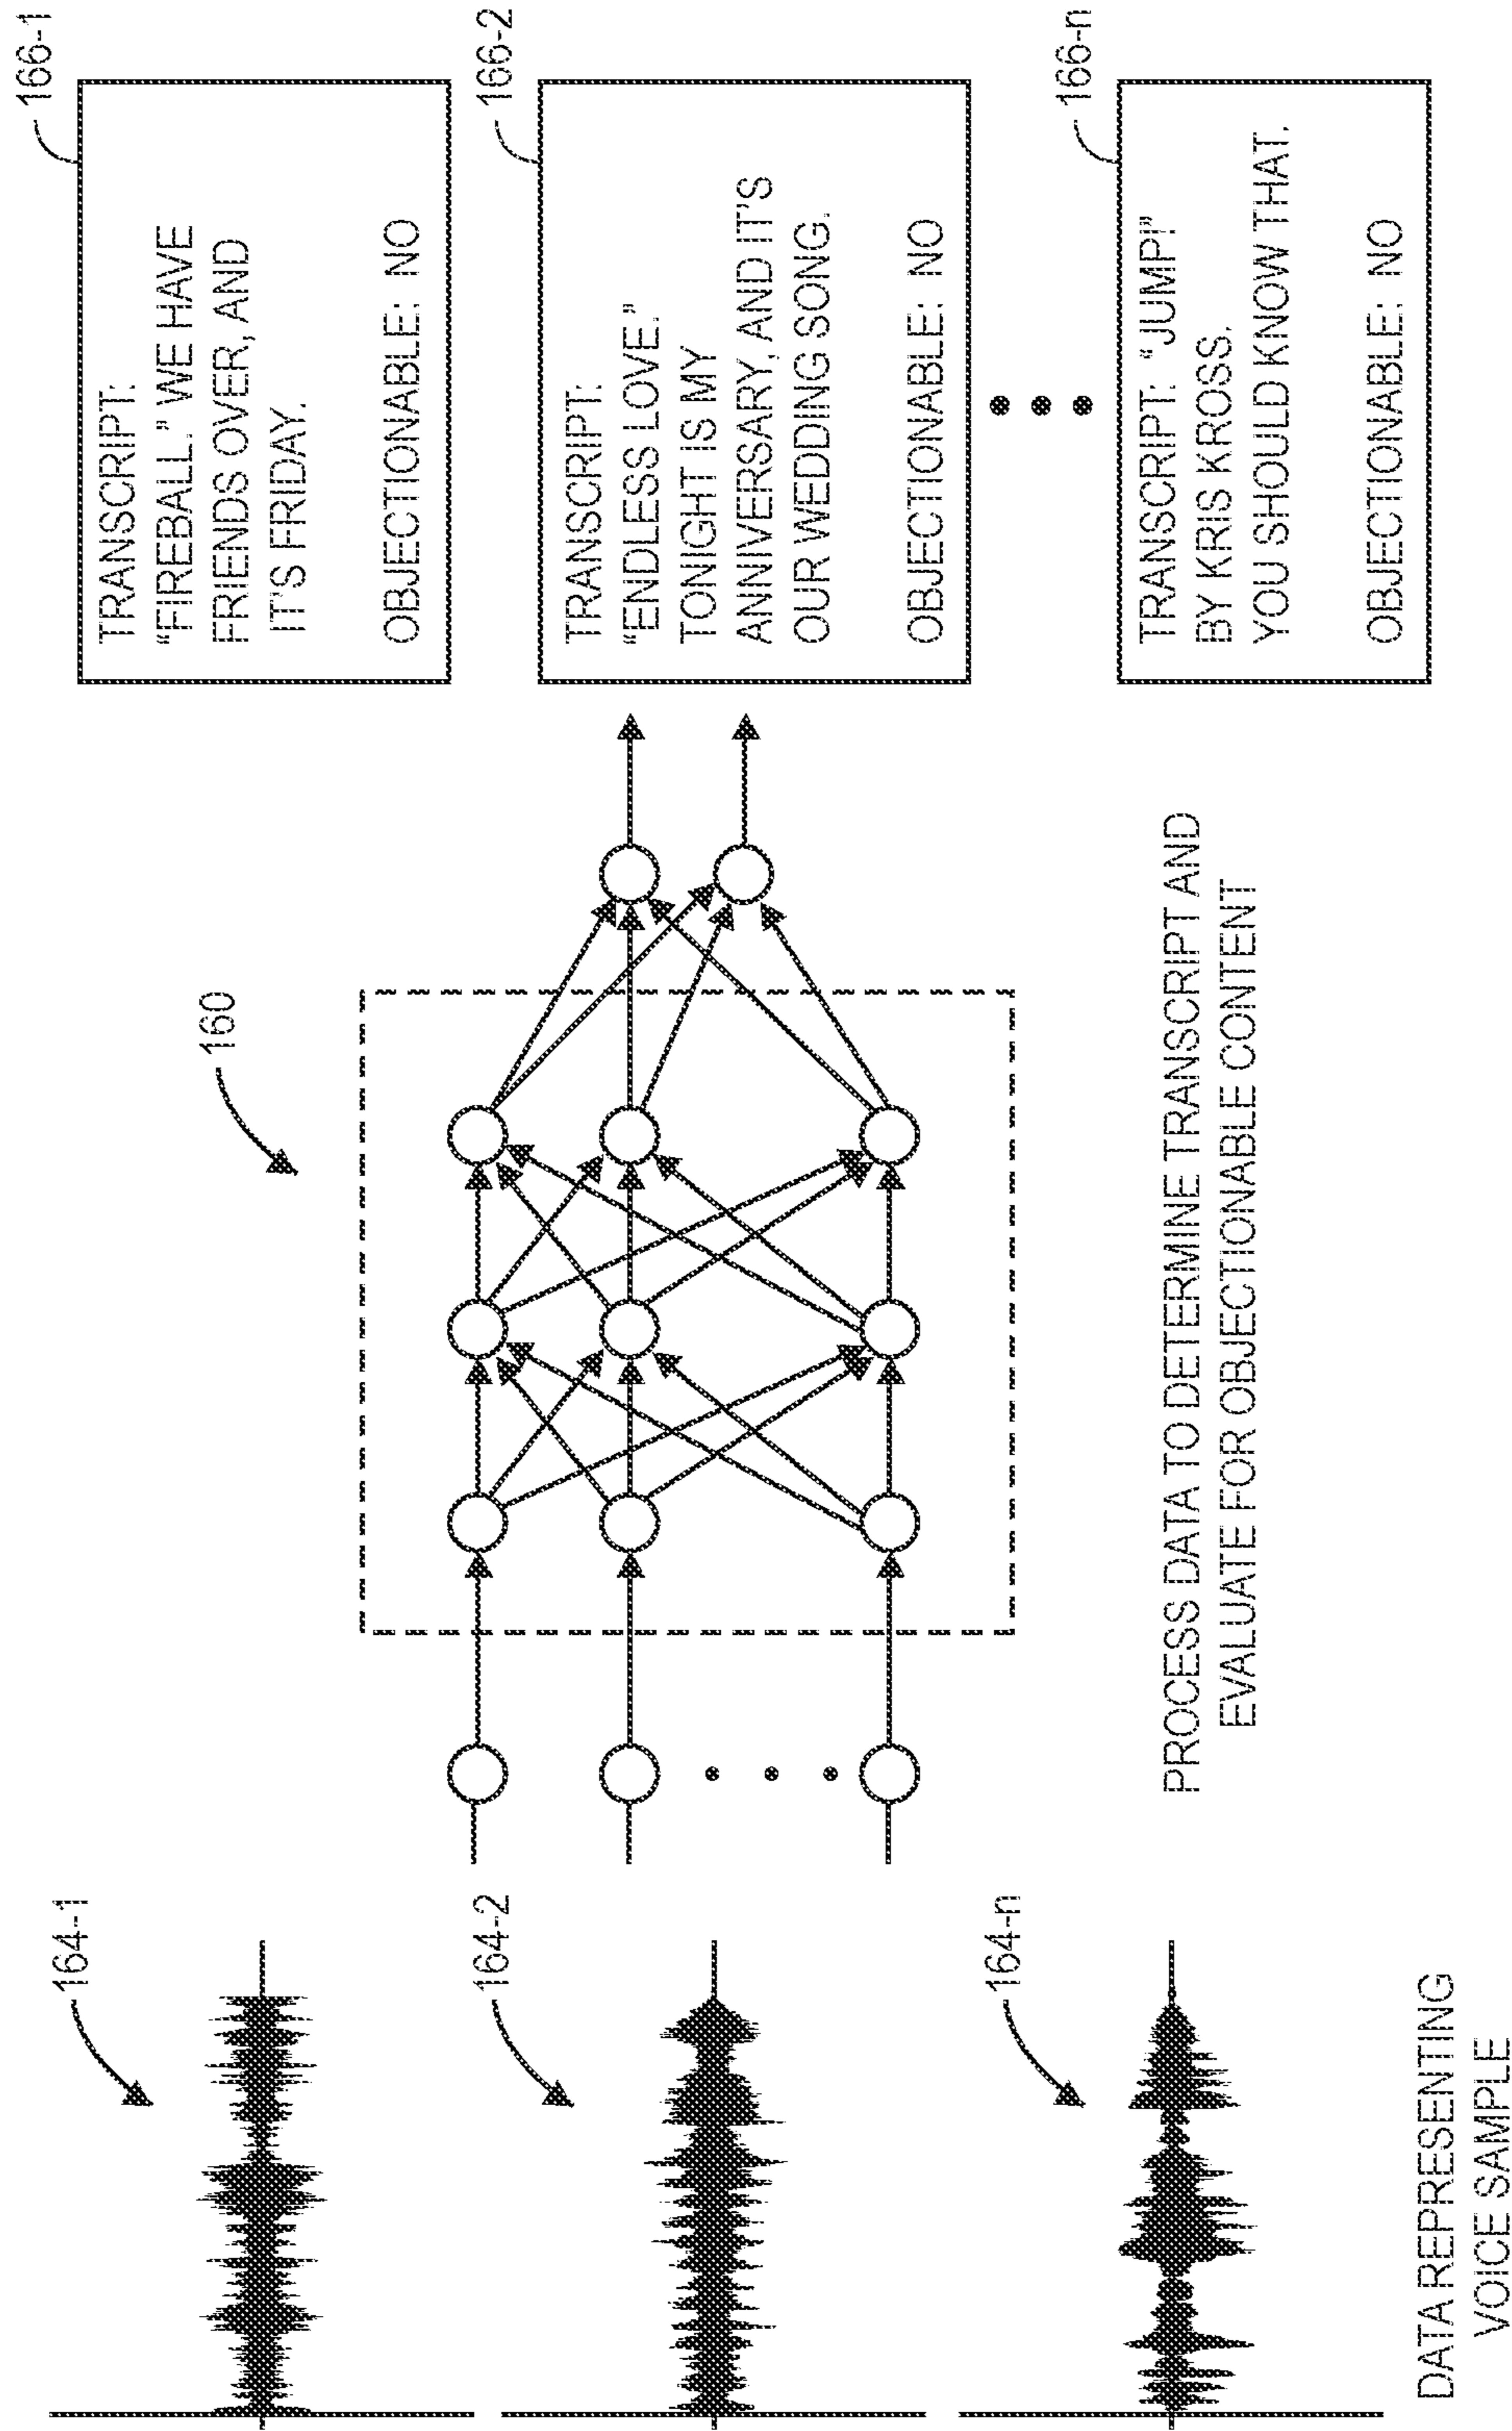 164-1
164-2
164-n
DATA REPRESENTING
VOICE SAMPLE
160
PROCESS DATA TO DETERMINE TRANSCRIPT AND
EVALUATE FOR OBJECTIONABLE CONTENT
166-1
TRANSCRIPT:
“FIREBALL.” WE HAVE
FRIENDS OVER, AND
IT'S FRIDAY.
OBJECTIONABLE: NO
166-2
TRANSCRIPT:
“ENDLESS LOVE.”
TONIGHT IS MY
ANNIVERSARY, AND IT'S
OUR WEDDING SONG.
OBJECTIONABLE: NO
166-n
TRANSCRIPT: “JUMP!”
BY KRIS KROSS.
YOU SHOULD KNOW THAT.
OBJECTIONABLE: NO